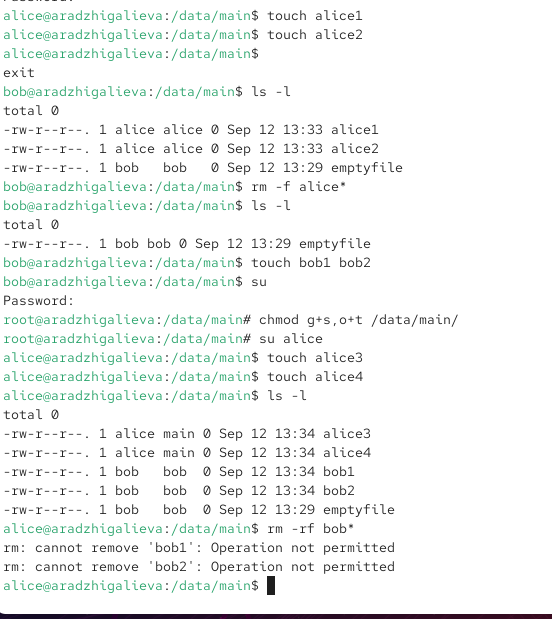 Password:
alice@aradzhigalieva:/data/main$ touch alice1
alice@aradzhigalieva:/data/main$ touch alice2
alice@aradzhigalieva:/data/main$
exit
bob@aradzhigalieva:/data/main$ ls -l
total 0
-rw-r--r--. 1 alice alice 0 Sep 12 13:33 alice1
-rw-r--r--. 1 alice alice 0 Sep 12 13:33 alice2
-rw-r--r--. 1 bob   bob   0 Sep 12 13:29 emptyfile
bob@aradzhigalieva:/data/main$ rm -f alice*
bob@aradzhigalieva:/data/main$ ls -l
total 0
-rw-r--r--. 1 bob bob 0 Sep 12 13:29 emptyfile
bob@aradzhigalieva:/data/main$ touch bob1 bob2
bob@aradzhigalieva:/data/main$ su
Password:
root@aradzhigalieva:/data/main# chmod g+s,o+t /data/main/
root@aradzhigalieva:/data/main# su alice
alice@aradzhigalieva:/data/main$ touch alice3
alice@aradzhigalieva:/data/main$ touch alice4
alice@aradzhigalieva:/data/main$ ls -l
total 0
-rw-r--r--. 1 alice main 0 Sep 12 13:34 alice3
-rw-r--r--. 1 alice main 0 Sep 12 13:34 alice4
-rw-r--r--. 1 bob   bob  0 Sep 12 13:34 bob1
-rw-r--r--. 1 bob   bob  0 Sep 12 13:34 bob2
-rw-r--r--. 1 bob   bob  0 Sep 12 13:29 emptyfile
alice@aradzhigalieva:/data/main$ rm -rf bob*
rm: cannot remove 'bob1': Operation not permitted
rm: cannot remove 'bob2': Operation not permitted
alice@aradzhigalieva:/data/main$